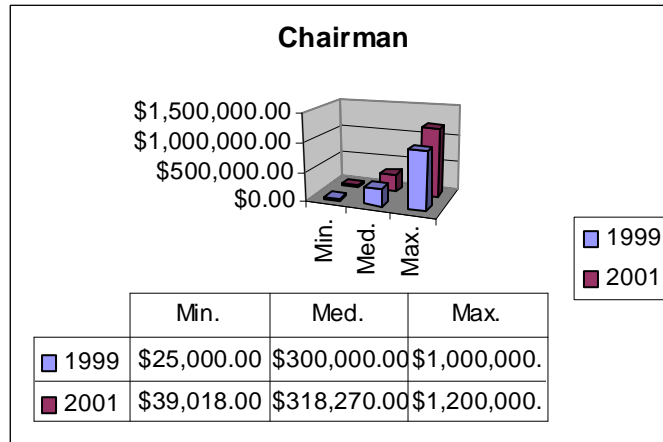 Chairman
$1,500,000.00
$1,000,000.00
$500,000.00
$0.00
Min.
Med.
Max.
1999
2001
Min. Med. Max.
1999 $25,000.00 $300,000.00 $1,000,000.
2001 $39,018.00 $318,270.00 $1,200,000.